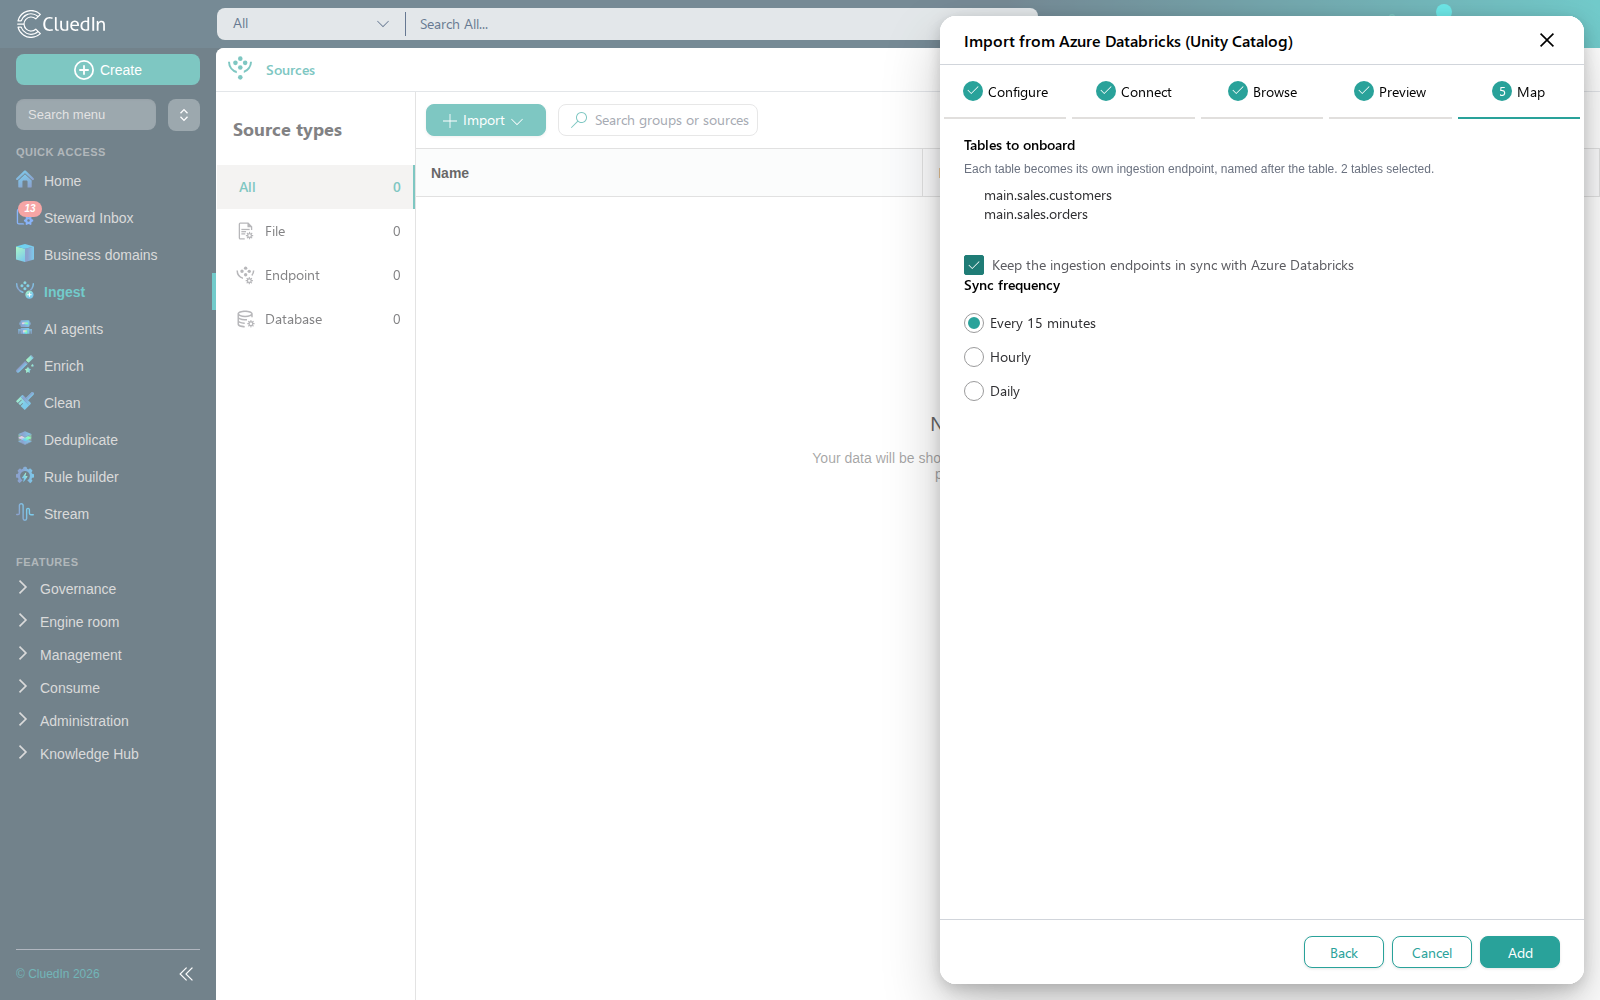 CluedIn
All
Search All...
Create
Search menu
QUICK ACCESS
Home
13
Steward Inbox
Business domains
Ingest
AI agents
Enrich
Clean
Deduplicate
Rule builder
Stream
FEATURES
Governance
Engine room
Management
Consume
Administration
Knowledge Hub
© CluedIn 2026
Sources
Source types
All 0
File 0
Endpoint 0
Database 0
Import
Search groups or sources
Name
Your data will be
Import from Azure Databricks (Unity Catalog)
Configure
Connect
Browse
Preview
5 Map
Tables to onboard
Each table becomes its own ingestion endpoint, named after the table. 2 tables selected.
main.sales.customers
main.sales.orders
Keep the ingestion endpoints in sync with Azure Databricks
Sync frequency
Every 15 minutes
Hourly
Daily
Back
Cancel
Add